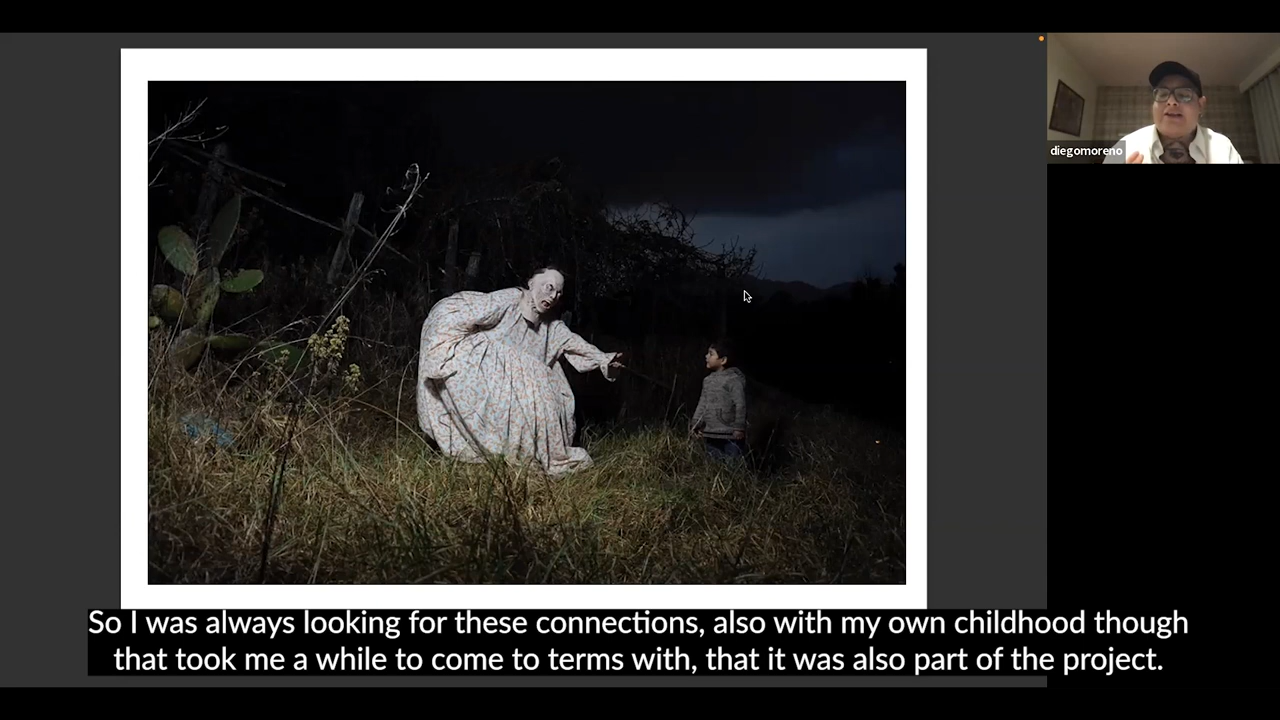 diegomoreno
So I was always looking for these connections, also with my own childhood though
that took me a while to come to terms with, that it was also part of the project.